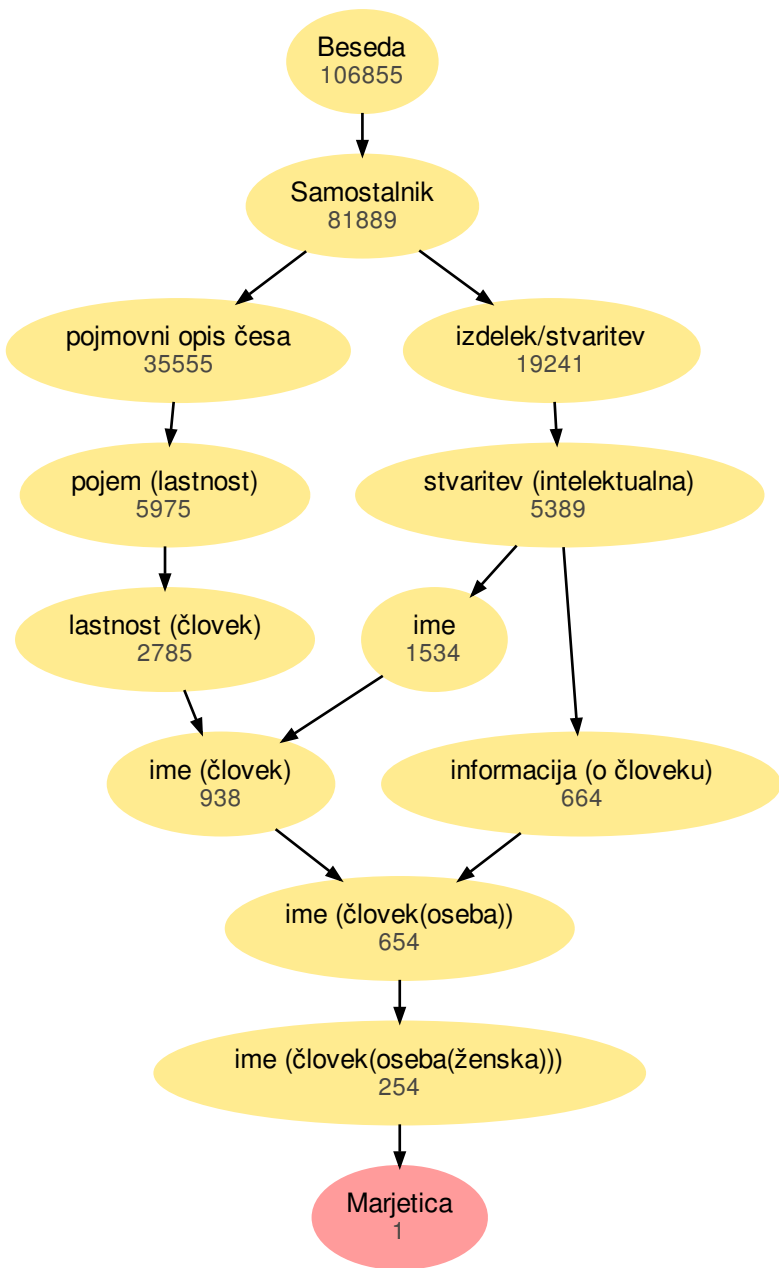 Beseda
106855
Samostalnik
81889
pojmovni opis česa
35555
izdelek/stvaritev
19241
pojem (lastnost)
5975
stvaritev (intelektualna)
5389
lastnost (človek)
2785
ime
1534
ime (človek)
938
informacija (o človeku)
664
ime (človek(oseba))
654
ime (človek(oseba(ženska)))
254
Marjetica
1